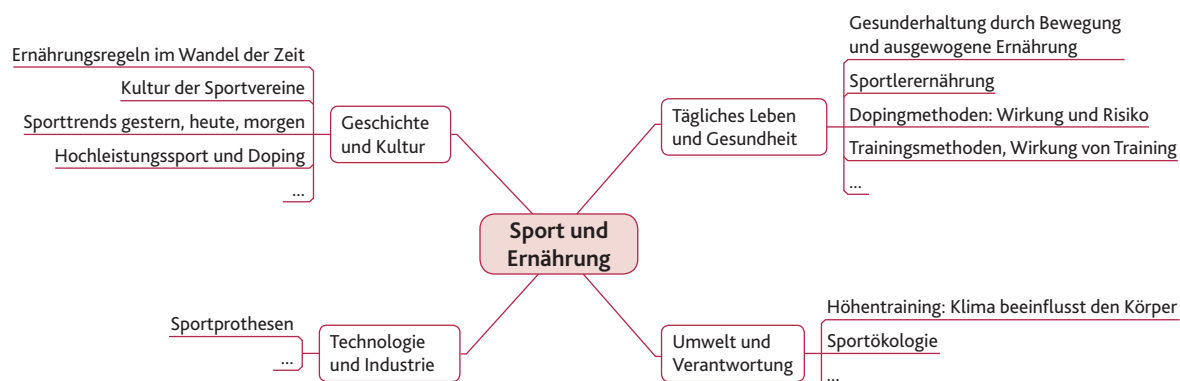 Ernährungsregeln im Wandel der Zeit
Kultur der Sportvereine
Sporttrends gestern, heute, morgen
Hochleistungssport und Doping
...
Geschichte
und Kultur
Gesunderhaltung durch Bewegung
und ausgewogene Ernährung
Sportlerernährung
Dopingmethoden: Wirkung und Risiko
Trainingsmethoden, Wirkung von Training
...
Tägliches Leben
und Gesundheit
Sport und
Ernährung
Sportprothesen
...
Technologie
und Industrie
Umwelt und
Verantwortung
Höhentraining: Klima beeinflusst den Körper
Sportökologie
...